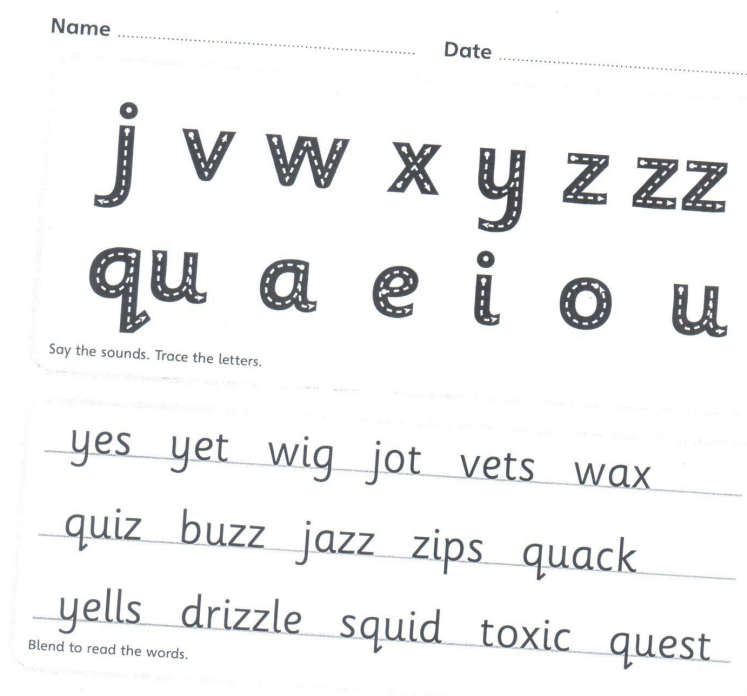 Name Date
j v w x y z zz
qu a e i o u
Say the sounds. Trace the letters.
yes yet wig jot vets wax
quiz buzz jazz zips quack
yells drizzle squid toxic quest
Blend to read the words.